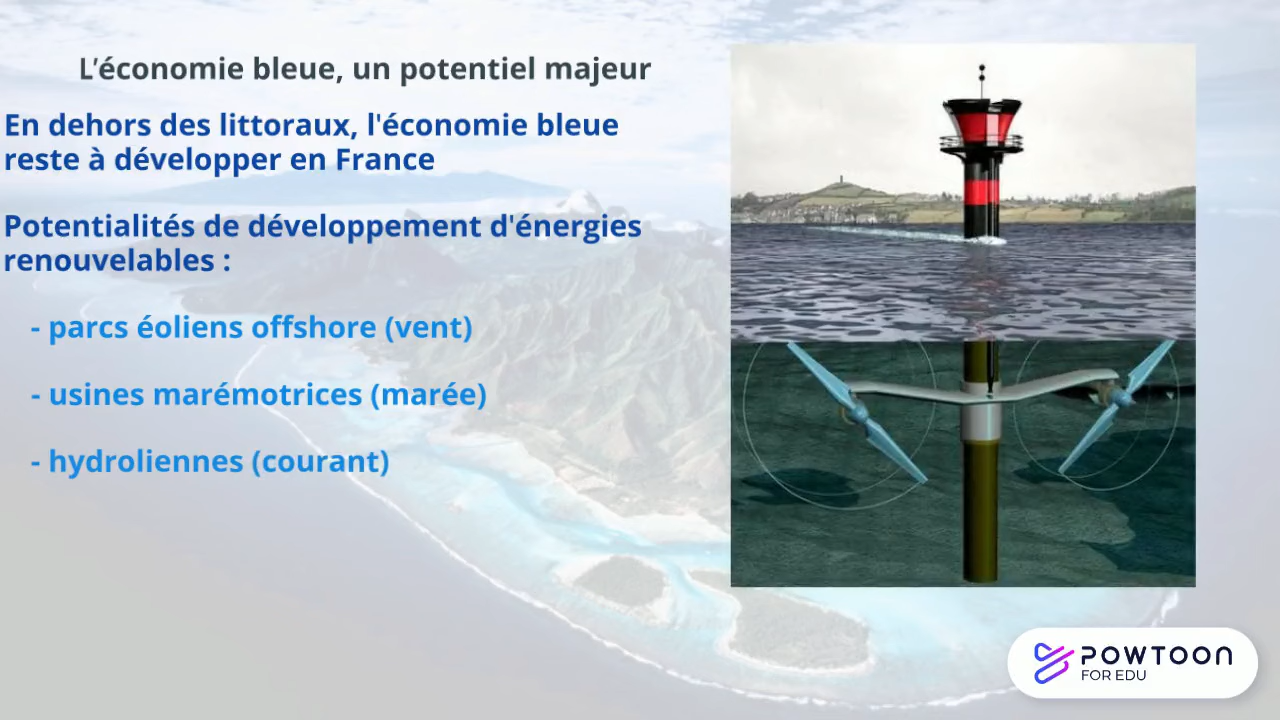 L'économie bleue, un potentiel majeur
En dehors des littoraux, l'économie bleue
reste à développer en France
Potentialités de développement d'énergies
renouvelables :
- parcs éoliens offshore (vent)
- usines marémotrices (marée)
- hydroliennes (courant)
POWTOON
FOR EDU